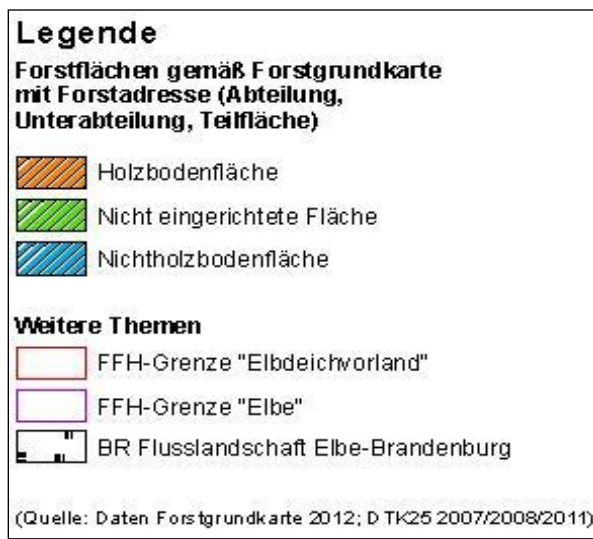 Legende
Forstflächen gemäß Forstgrundkarte
mit Forstadresse (Abteilung,
Unterabteilung, Teilfläche)
Holzbodenfläche
Nicht eingerichtete Fläche
Nichtholzbodenfläche
Weitere Themen
FFH-Grenze "Elbdeichvorland"
FFH-Grenze "Elbe"
BR Flusslandschaft Elbe-Brandenburg
(Quelle: Daten Forstgrundkarte 2012; DTK25 2007/2008/2011)